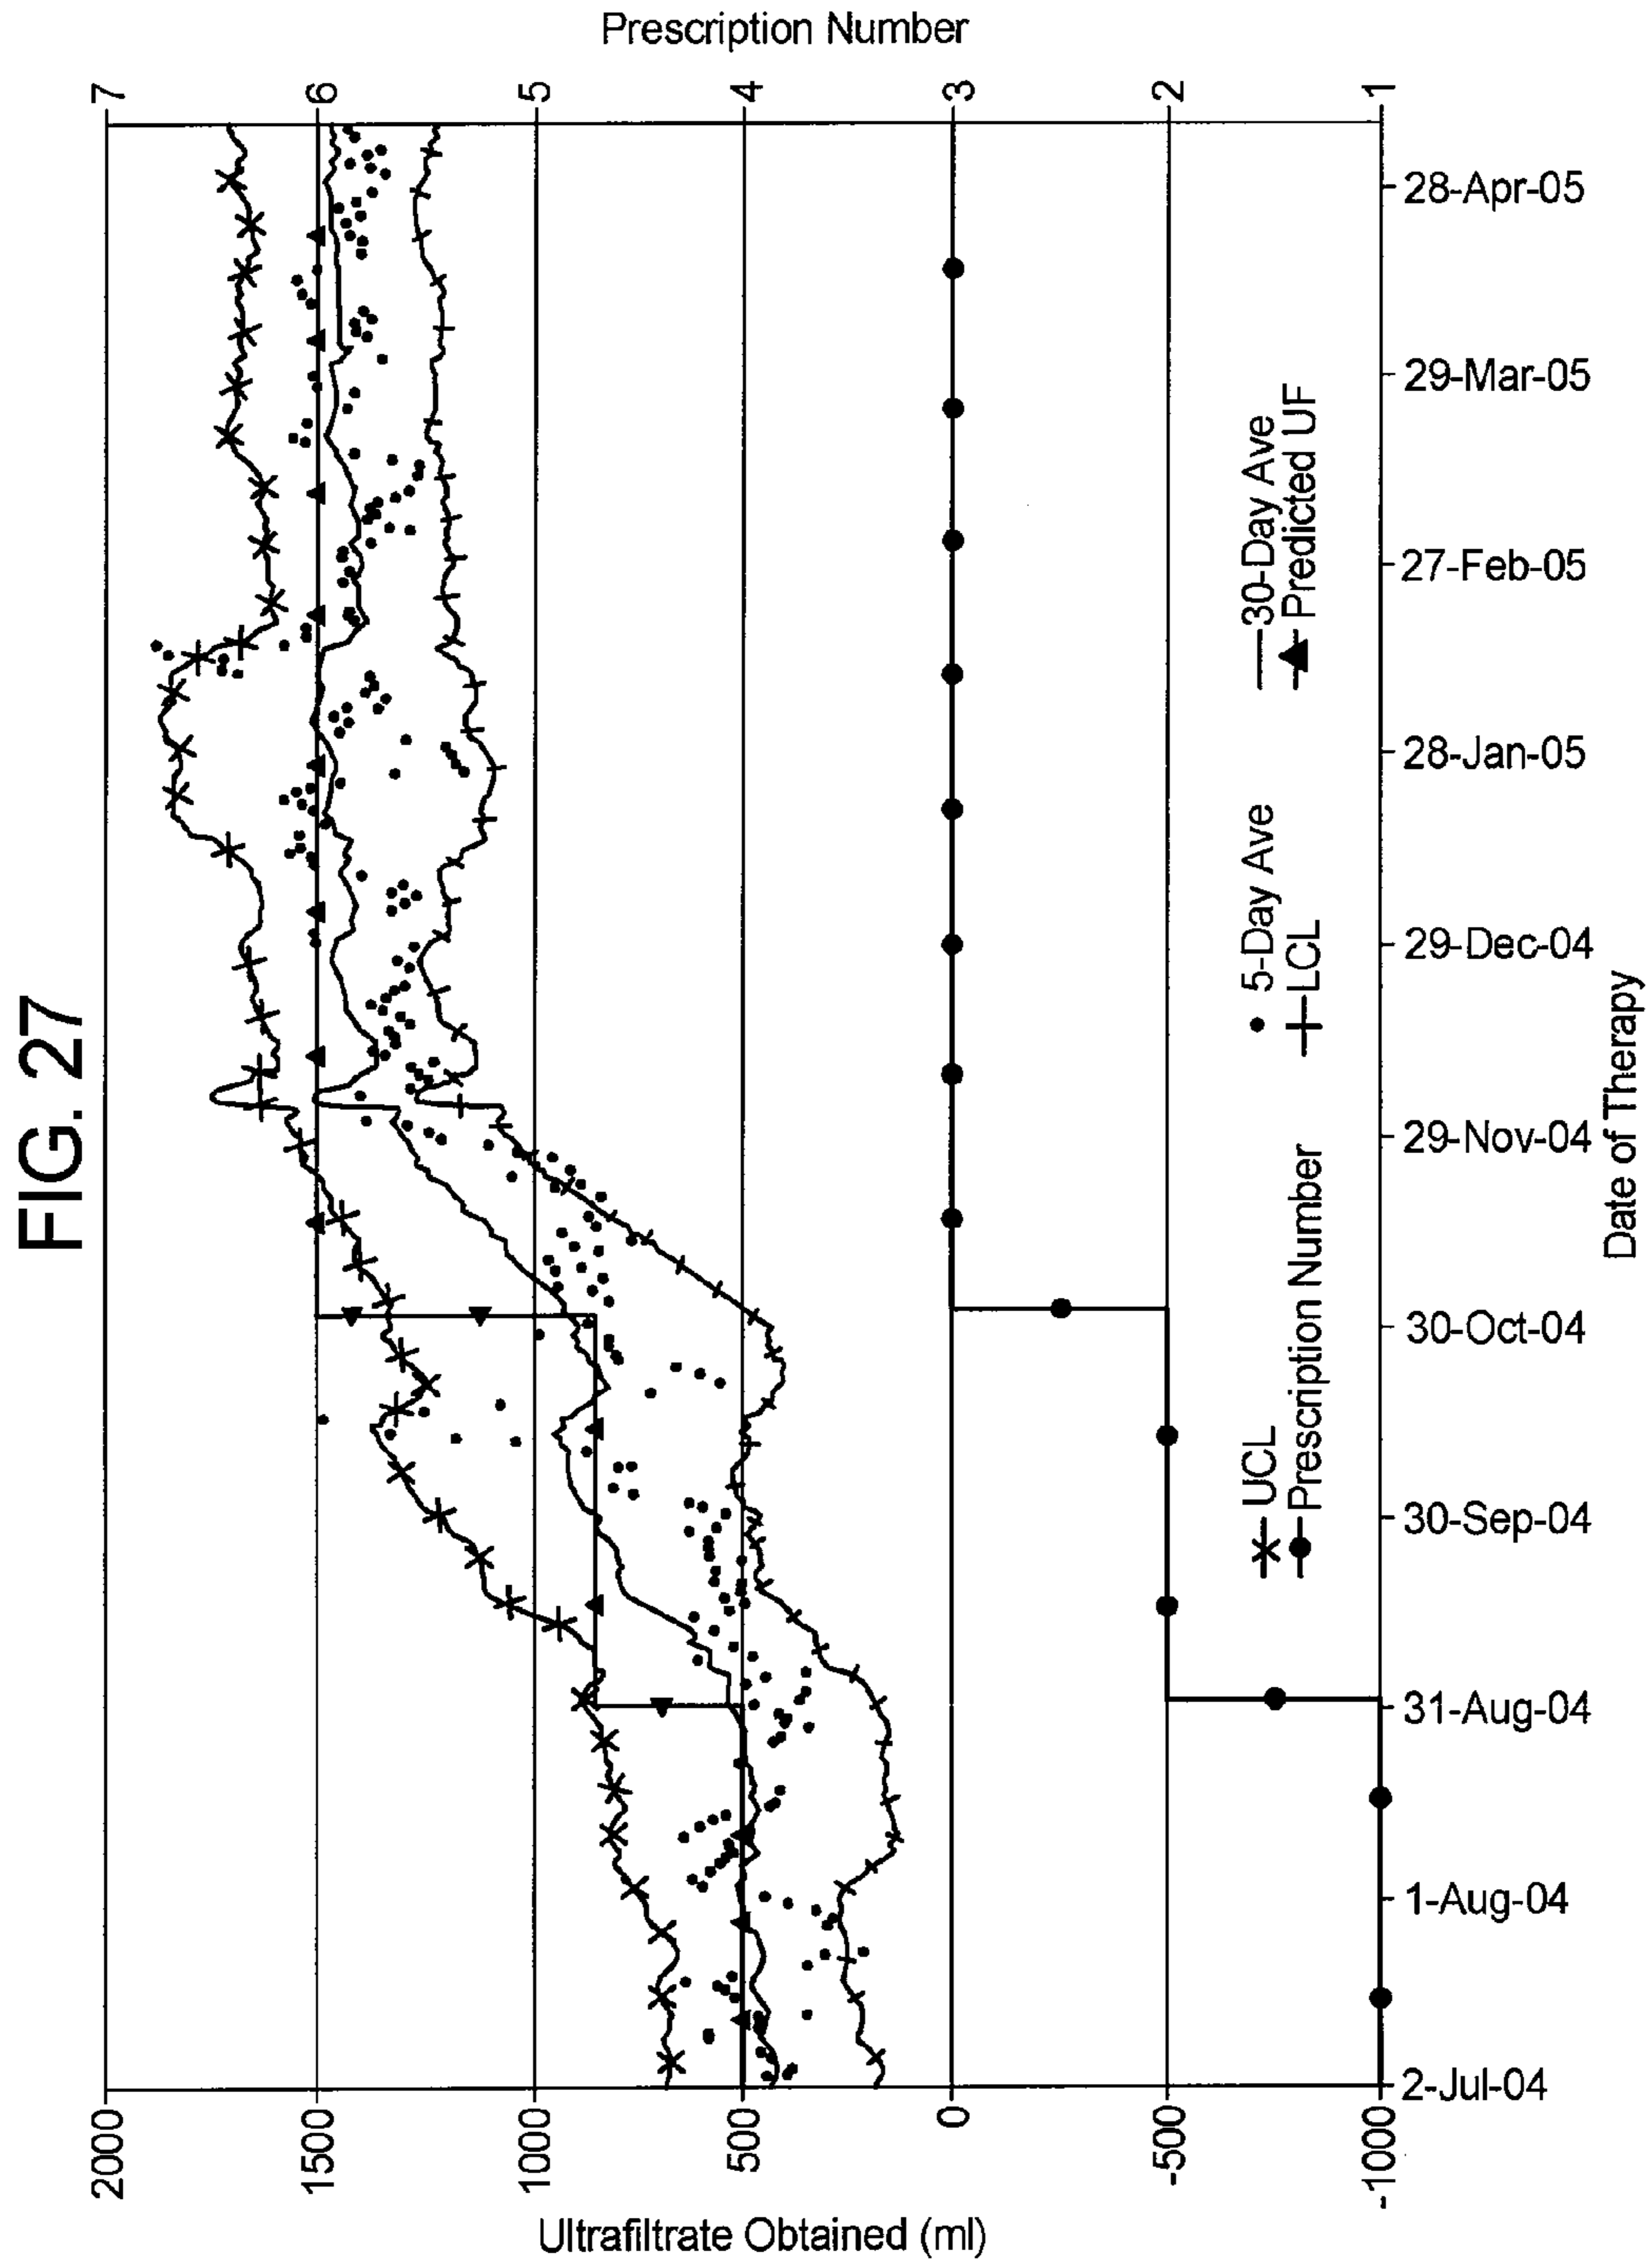 FIG. 27
Ultrafiltrate Obtained (ml)
2000
1500
1000
500
0
-500
-1000
Prescription Number
7
6
5
4
3
2
1
UCL
5-Day Ave
30-Day Ave
Prescription Number
LCL
Predicted UF
2-Jul-04
1-Aug-04
31-Aug-04
30-Sep-04
30-Oct-04
29-Nov-04
29-Dec-04
28-Jan-05
27-Feb-05
29-Mar-05
28-Apr-05
Date of Therapy